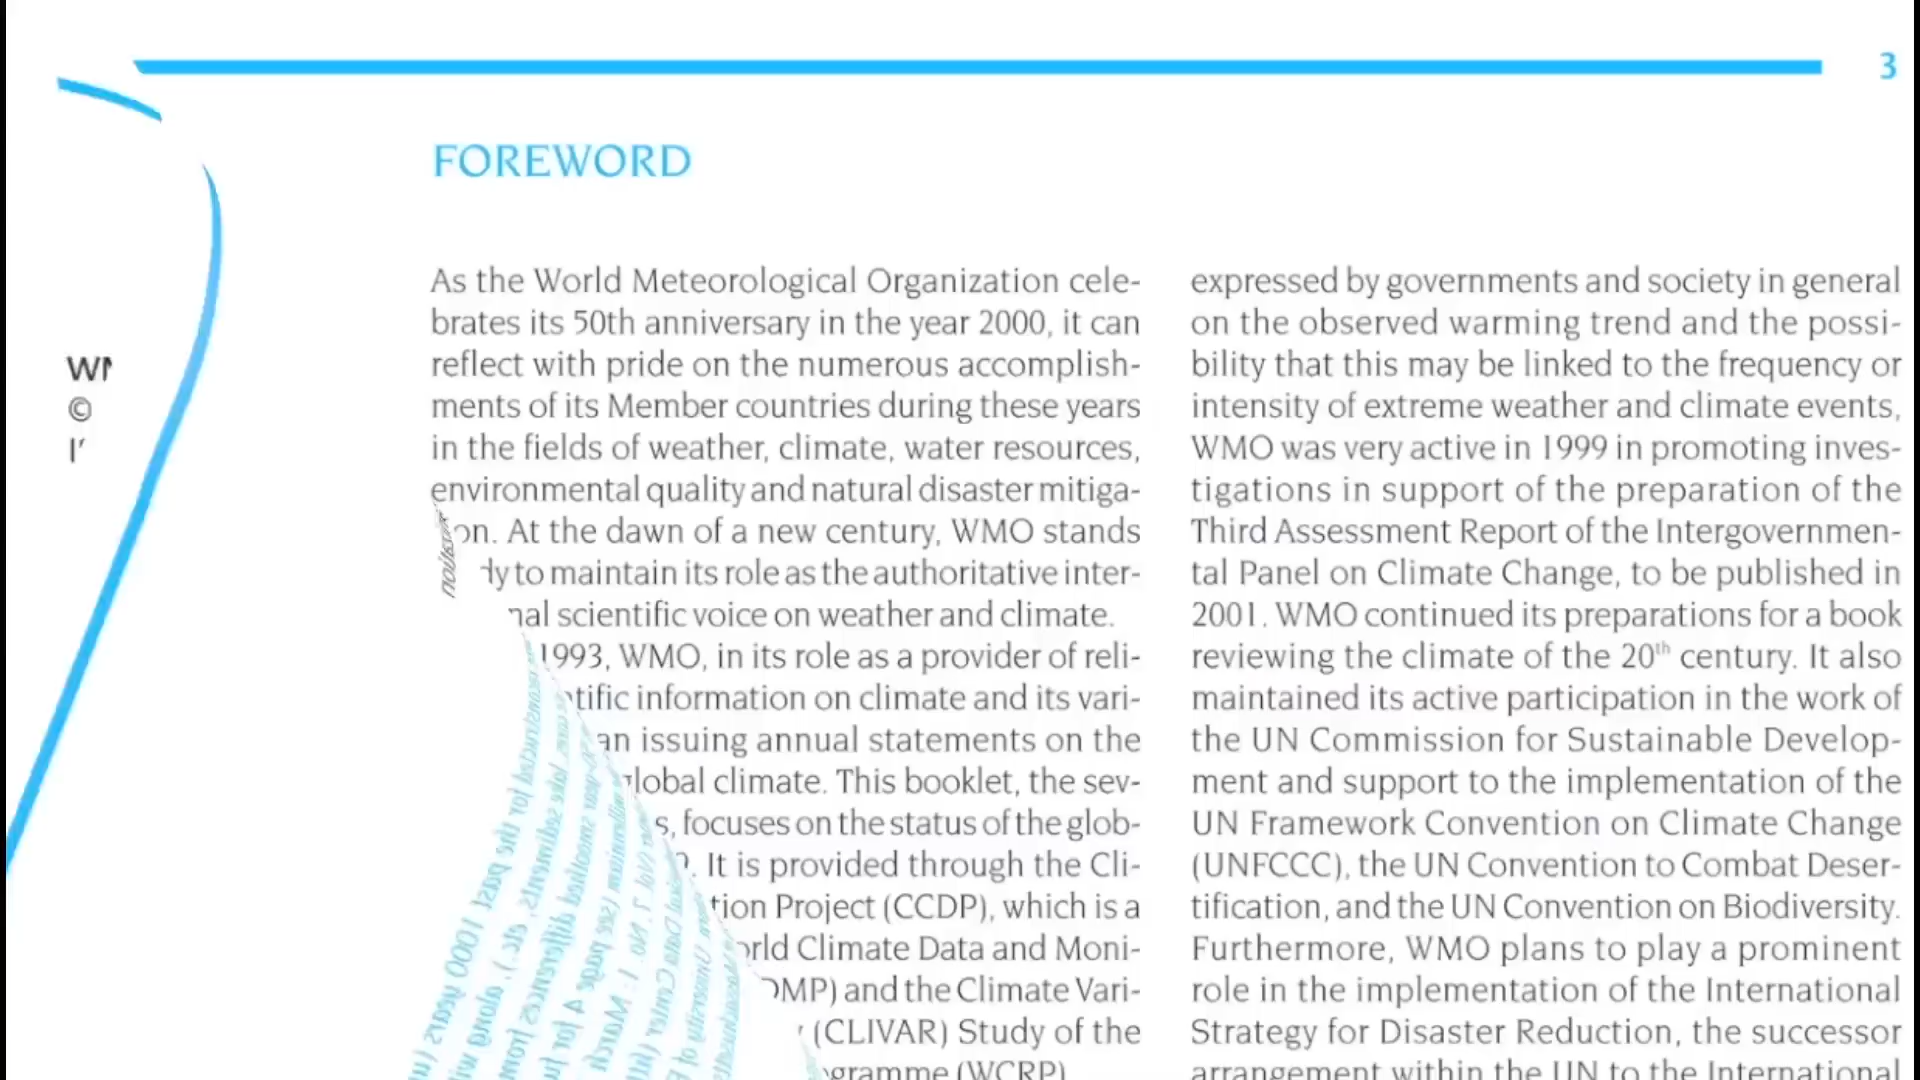 3
FOREWORD
WM
©
As the World Meteorological Organization cele-
brates its 50th anniversary in the year 2000, it can
reflect with pride on the numerous accomplish-
ments of its Member countries during these years
in the fields of weather, climate, water resources,
environmental quality and natural disaster mitiga-
on. At the dawn of a new century, WMO stands
to maintain its role as the authoritative inter-
nal scientific voice on weather and climate.
1993, WMO, in its role as a provider of reli-
tific information on climate and its vari-
an issuing annual statements on the
global climate. This booklet, the sev-
s, focuses on the status of the glob-
. It is provided through the Cli-
tion Project (CCDP), which is a
orld Climate Data and Moni-
DMP) and the Climate Vari-
(CLIVAR) Study of the
ogramme (WCRP)
expressed by governments and society in general
on the observed warming trend and the possi-
bility that this may be linked to the frequency or
intensity of extreme weather and climate events,
WMO was very active in 1999 in promoting inves-
tigations in support of the preparation of the
Third Assessment Report of the Intergovernmen-
tal Panel on Climate Change, to be published in
2001. WMO continued its preparations for a book
reviewing the climate of the 20th century. It also
maintained its active participation in the work of
the UN Commission for Sustainable Develop-
ment and support to the implementation of the
UN Framework Convention on Climate Change
(UNFCCC), the UN Convention to Combat Deser-
tification, and the UN Convention on Biodiversity.
Furthermore, WMO plans to play a prominent
role in the implementation of the International
Strategy for Disaster Reduction, the successor
arrangement within the UN to the International